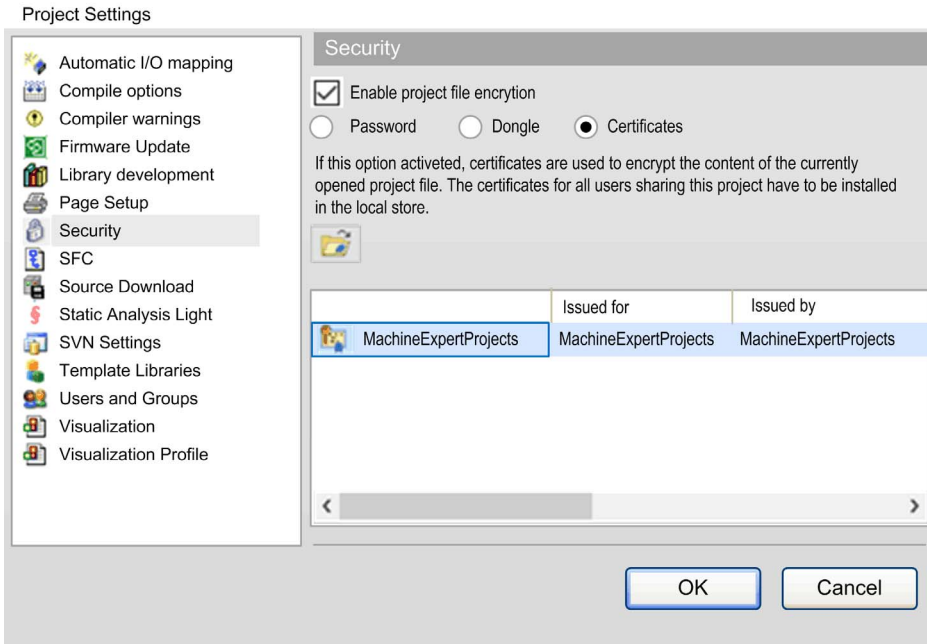 Project Settings
Automatic I/O mapping
Compile options
Compiler warnings
Firmware Update
Library development
Page Setup
Security
SFC
Source Download
Static Analysis Light
SVN Settings
Template Libraries
Users and Groups
Visualization
Visualization Profile
Security
Enable project file encrytion
Password Dongle Certificates
If this option activeted, certificates are used to encrypt the content of the currently
opened project file. The certificates for all users sharing this project have to be installed
in the local store.
Issued for Issued by
MachineExpertProjects MachineExpertProjects MachineExpertProjects
OK Cancel